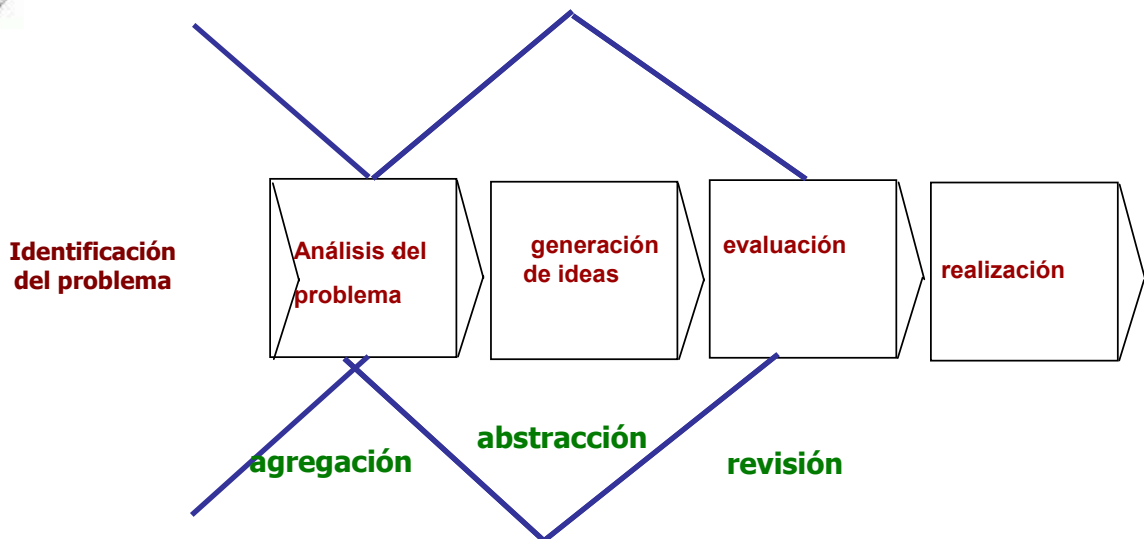 Identificación
del problema
Análisis del
problema
generación
de ideas
evaluación
realización
agregación
abstracción
revisión